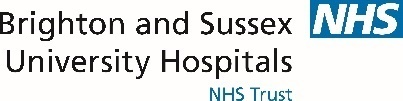 Brighton and Sussex NHS
University Hospitals
NHS Trust